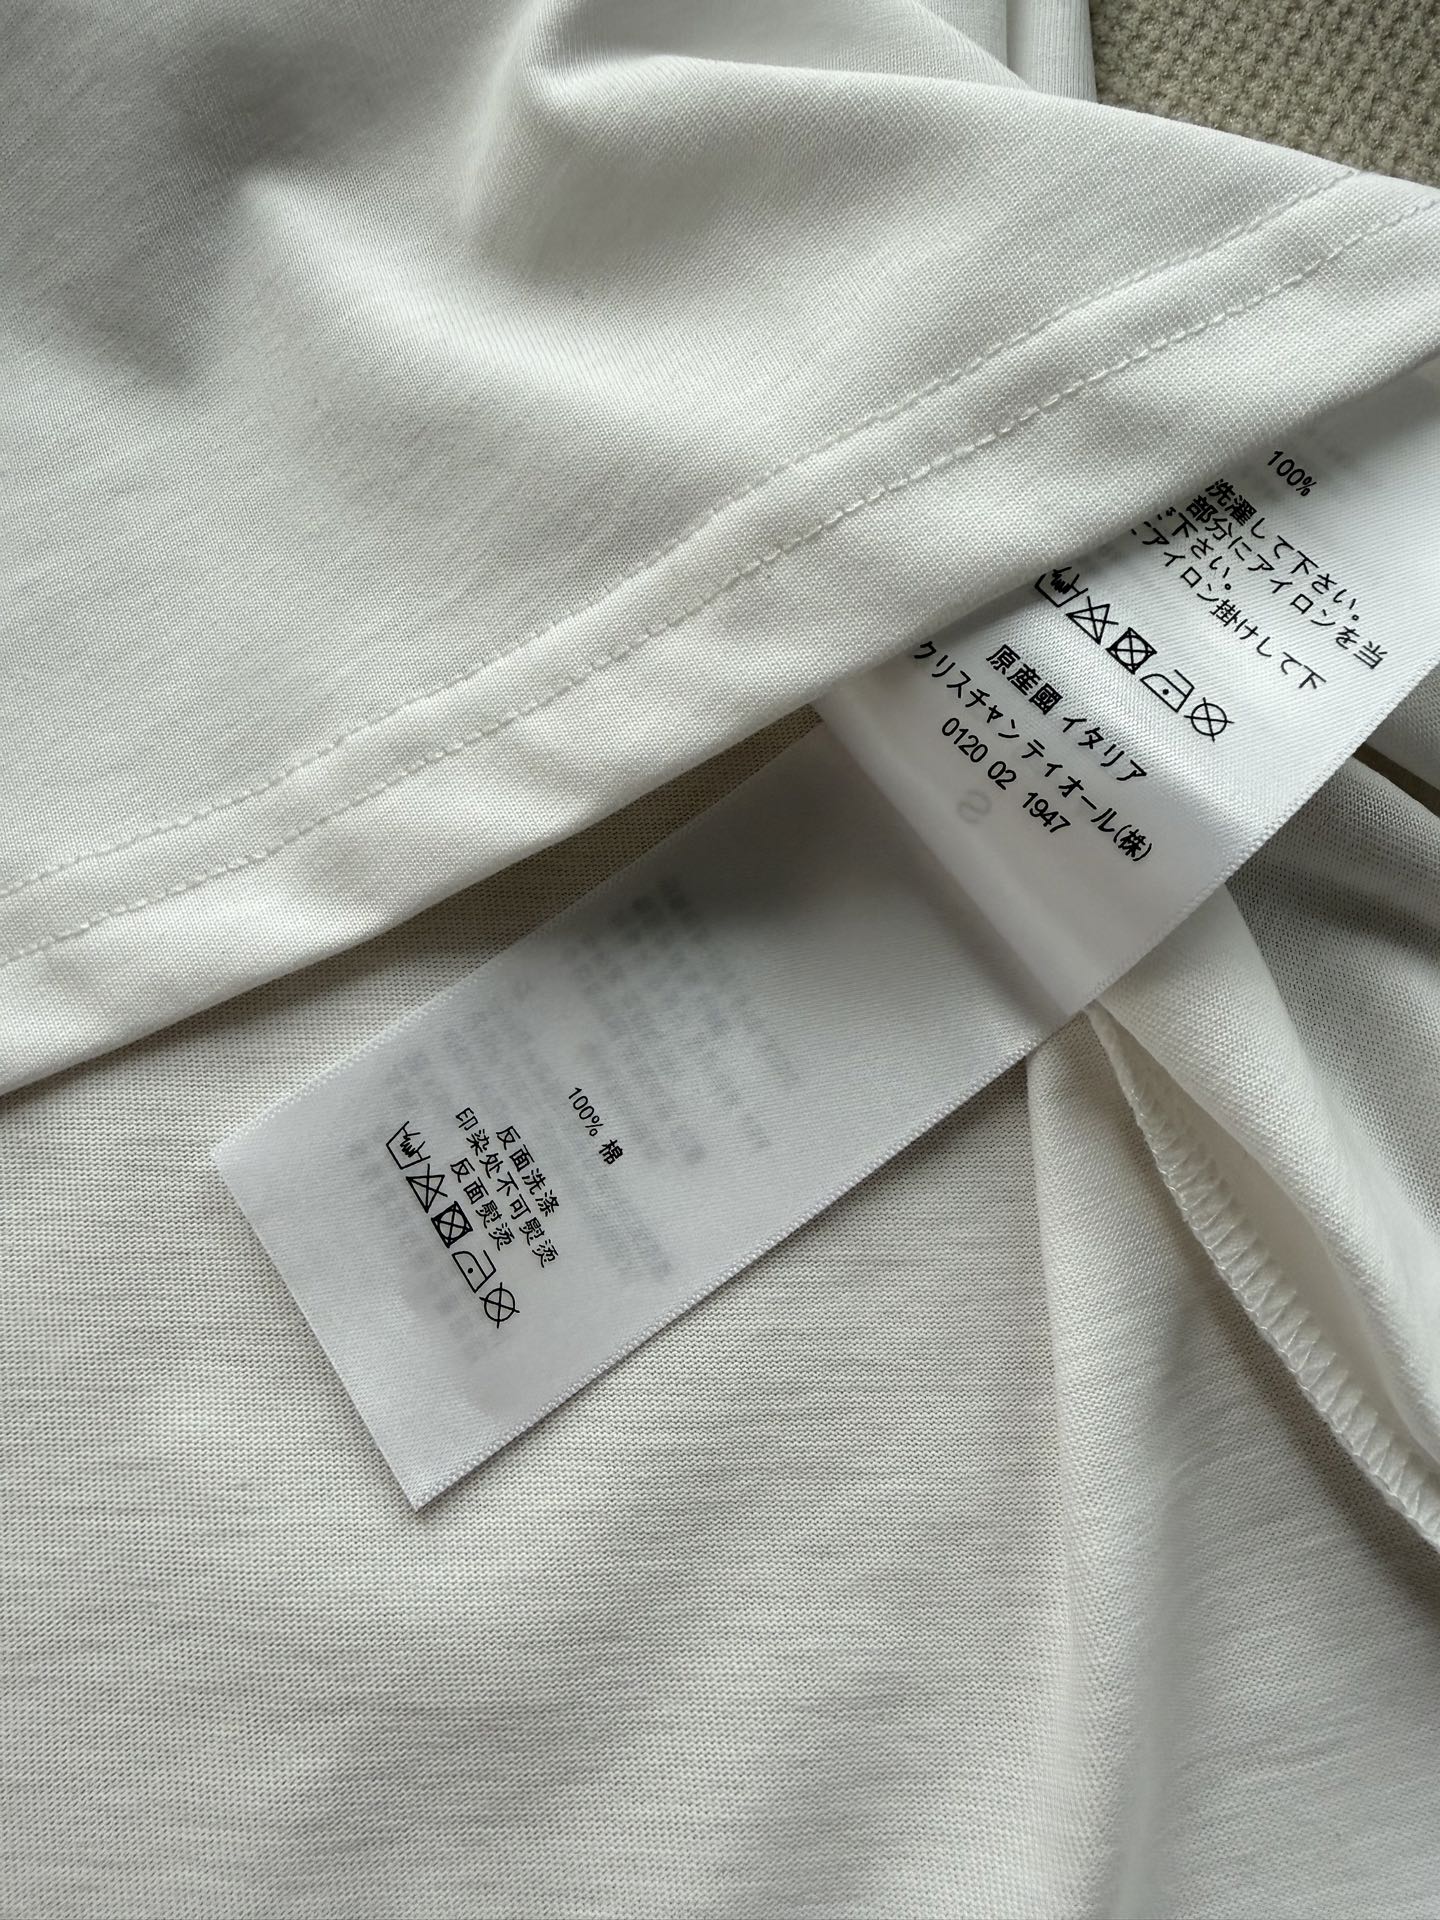 100%
洗濯して下さい。
部分にアイロンを当
下さい。
アイロン掛けして下
原産國 イタリア
クリスチャン ディオール(株)
0120 02 1947
S
100% 棉
反面洗涤
印染处不可熨烫
反面熨烫